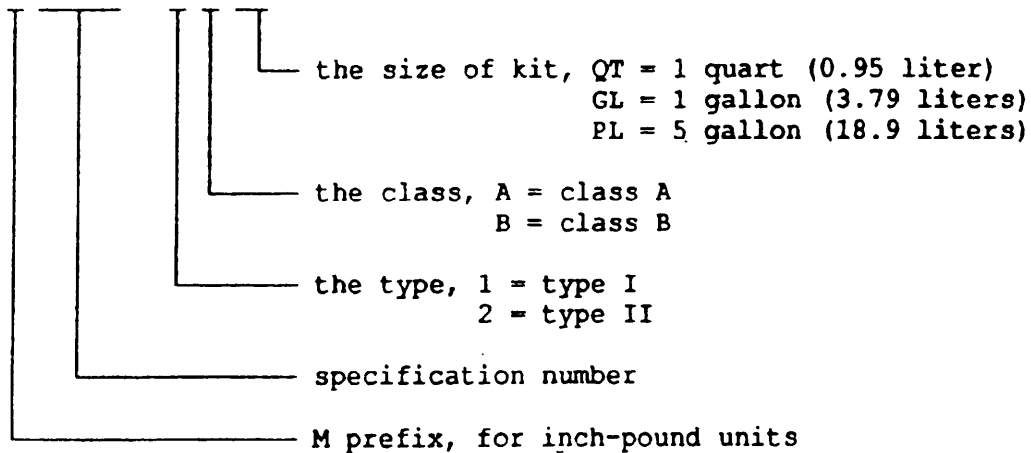 the size of kit, QT = 1 quart (0.95 liter)
GL = 1 gallon (3.79 liters)
PL = 5 gallon (18.9 liters)
the class, A = class A
B = class B
the type, 1 = type I
2 = type II
specification number
M prefix, for inch-pound units